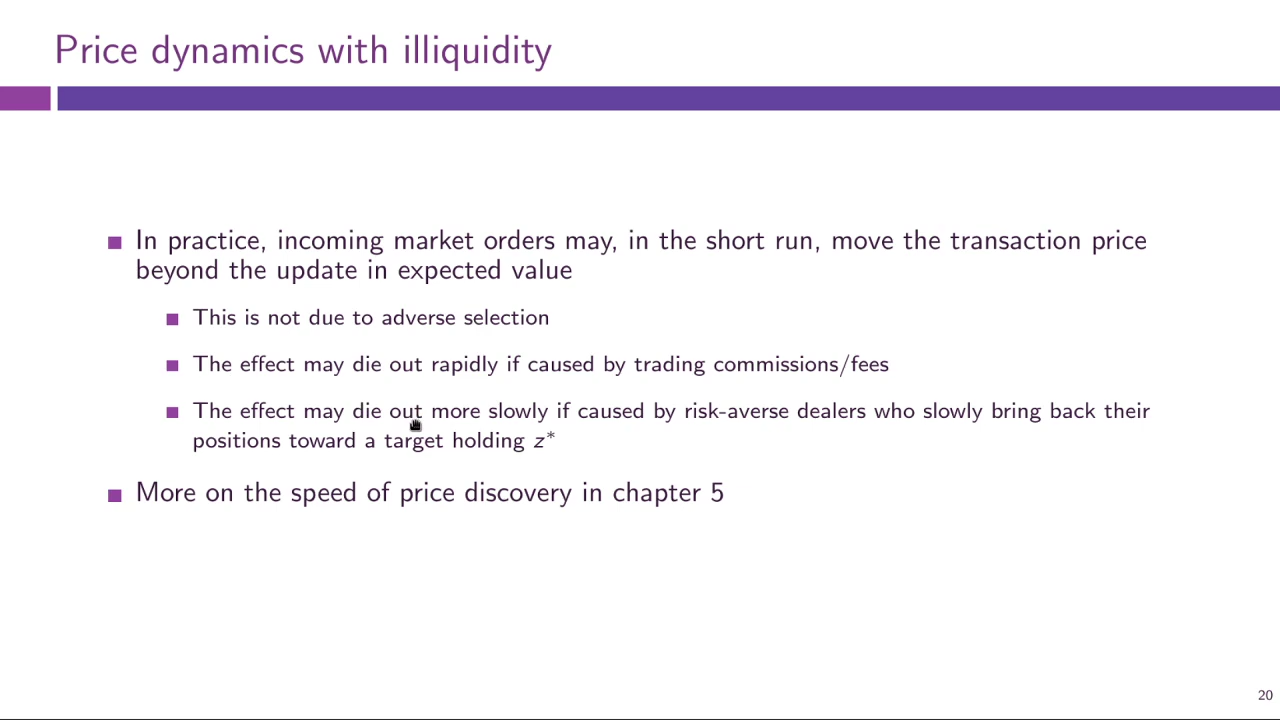 Price dynamics with illiquidity
In practice, incoming market orders may, in the short run, move the transaction price
beyond the update in expected value
This is not due to adverse selection
The effect may die out rapidly if caused by trading commissions/fees
The effect may die out more slowly if caused by risk-averse dealers who slowly bring back their
positions toward a target holding z*
More on the speed of price discovery in chapter 5
20